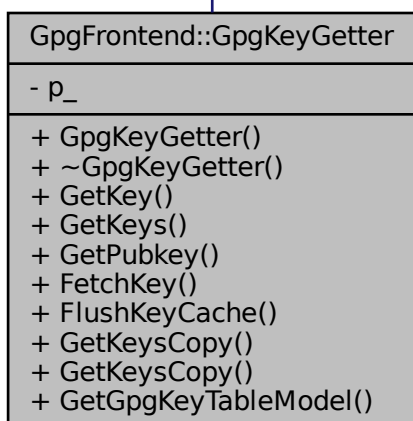 GpgFrontend::GpgKeyGetter
- p_
+ GpgKeyGetter()
+ ~GpgKeyGetter()
+ GetKey()
+ GetKeys()
+ GetPubkey()
+ FetchKey()
+ FlushKeyCache()
+ GetKeysCopy()
+ GetKeysCopy()
+ GetGpgKeyTableModel()